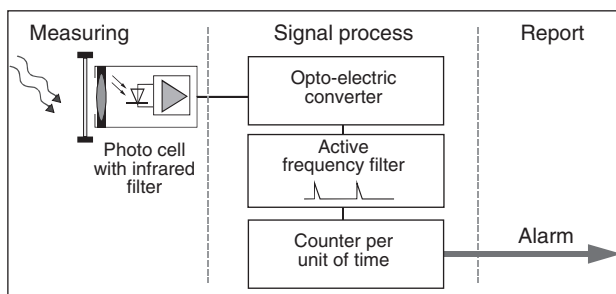 Measuring
Signal process
Report
Opto-electric
converter
Photo cell
with infrared
filter
Active
frequency filter
Counter per
unit of time
Alarm